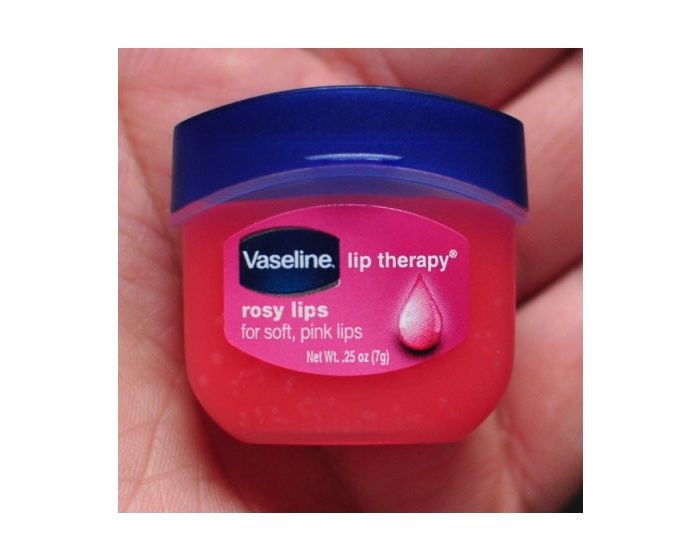 Vaseline. lip therapy®
rosy lips
for soft, pink lips
Net Wt. .25 oz (7g)